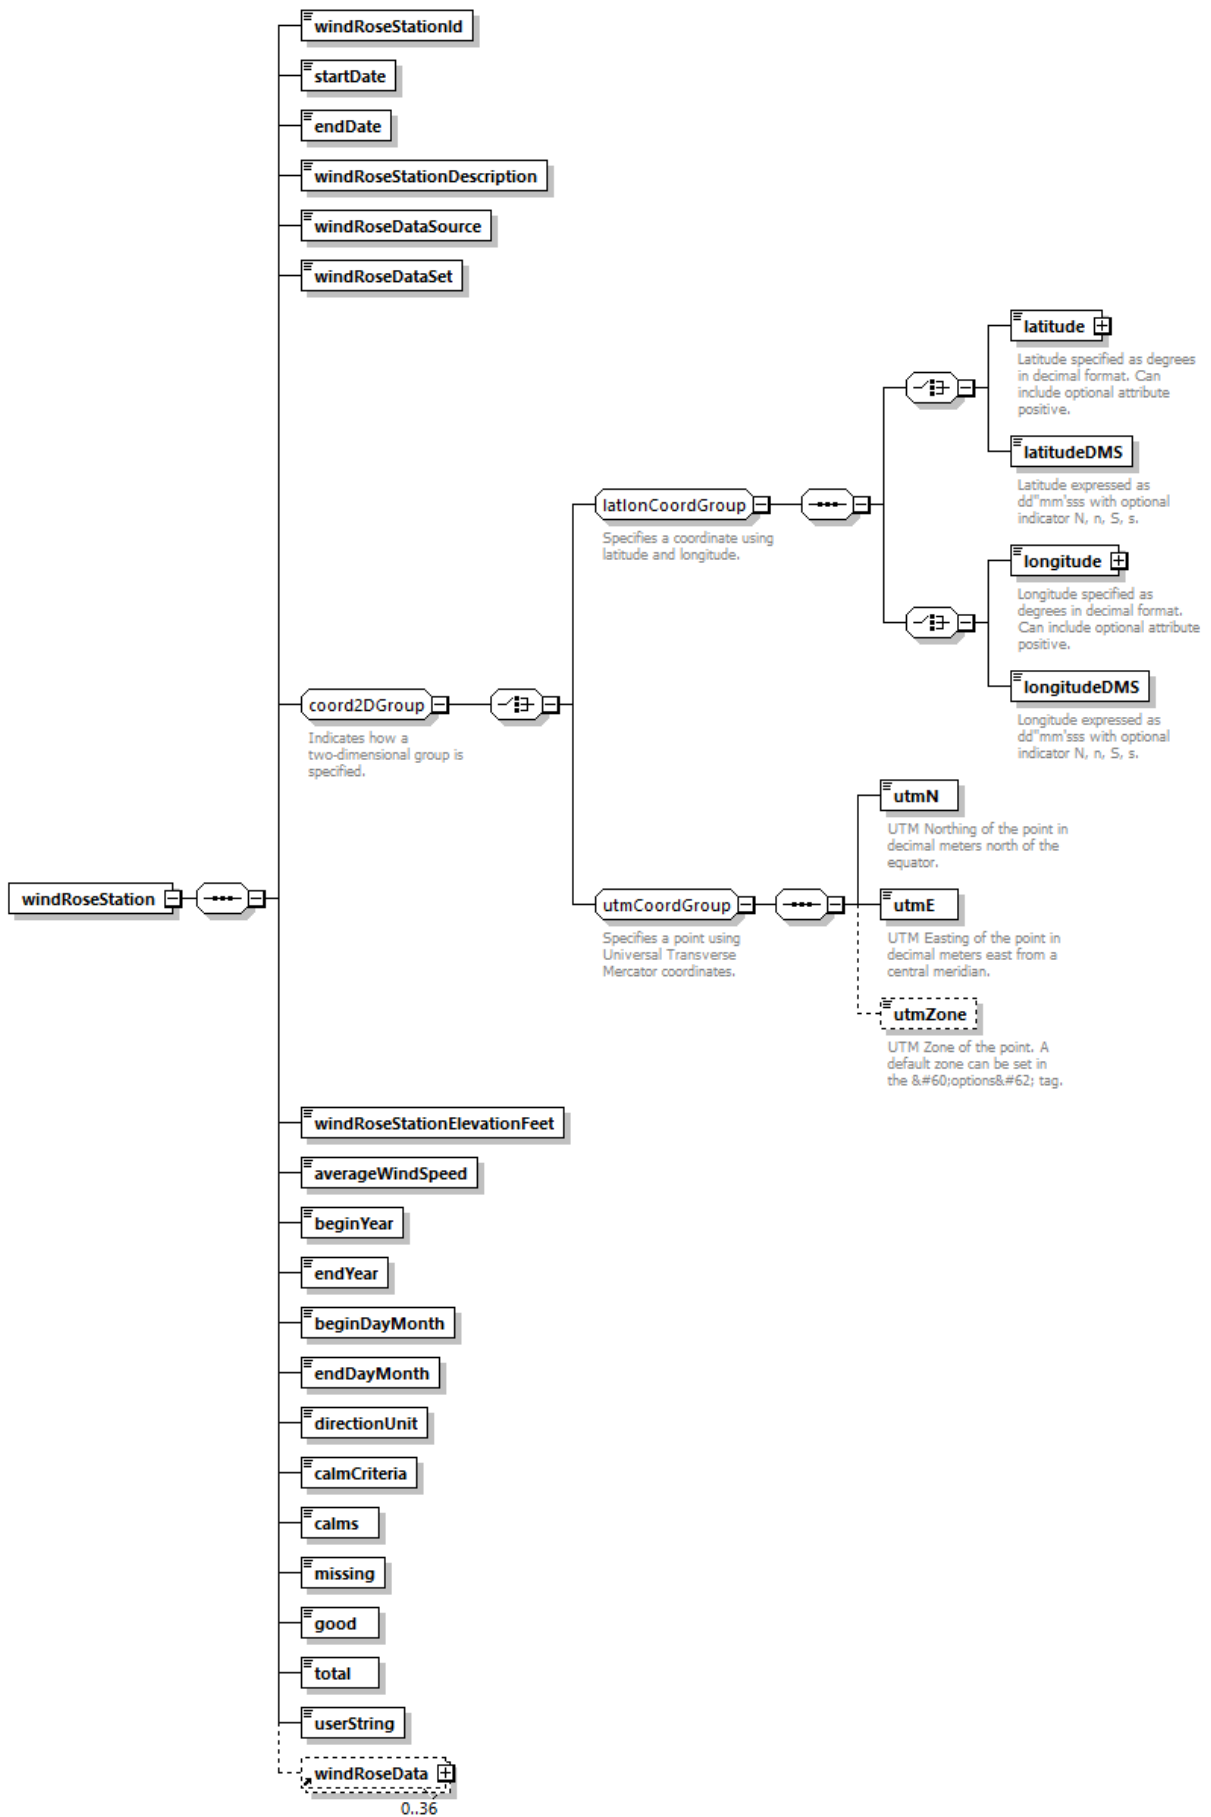 windRoseStationId
startDate
endDate
windRoseStationDescription
windRoseDataSource
windRoseDataSet
latitude
Latitude specified as degrees
in decimal format. Can
include optional attribute
positive.
latitudeDMS
Latitude expressed as
dd"mm'sss with optional
indicator N, n, S, s.
latlonCoordGroup
Specifies a coordinate using
latitude and longitude.
longitude
Longitude specified as
degrees in decimal format.
Can include optional attribute
positive.
longitudeDMS
Longitude expressed as
dd"mm'sss with optional
indicator N, n, S, s.
coord2DGroup
Indicates how a
two-dimensional group is
specified.
utmN
UTM Northing of the point in
decimal meters north of the
equator.
windRoseStation
utmCoordGroup
Specifies a point using
Universal Transverse
Mercator coordinates.
utmE
UTM Easting of the point in
decimal meters east from a
central meridian.
utmZone
UTM Zone of the point. A
default zone can be set in
the &#60;options&#62; tag.
windRoseStationElevationFeet
averageWindSpeed
beginYear
endYear
beginDayMonth
endDayMonth
directionUnit
calmCriteria
calms
missing
good
total
userString
windRoseData
0..36